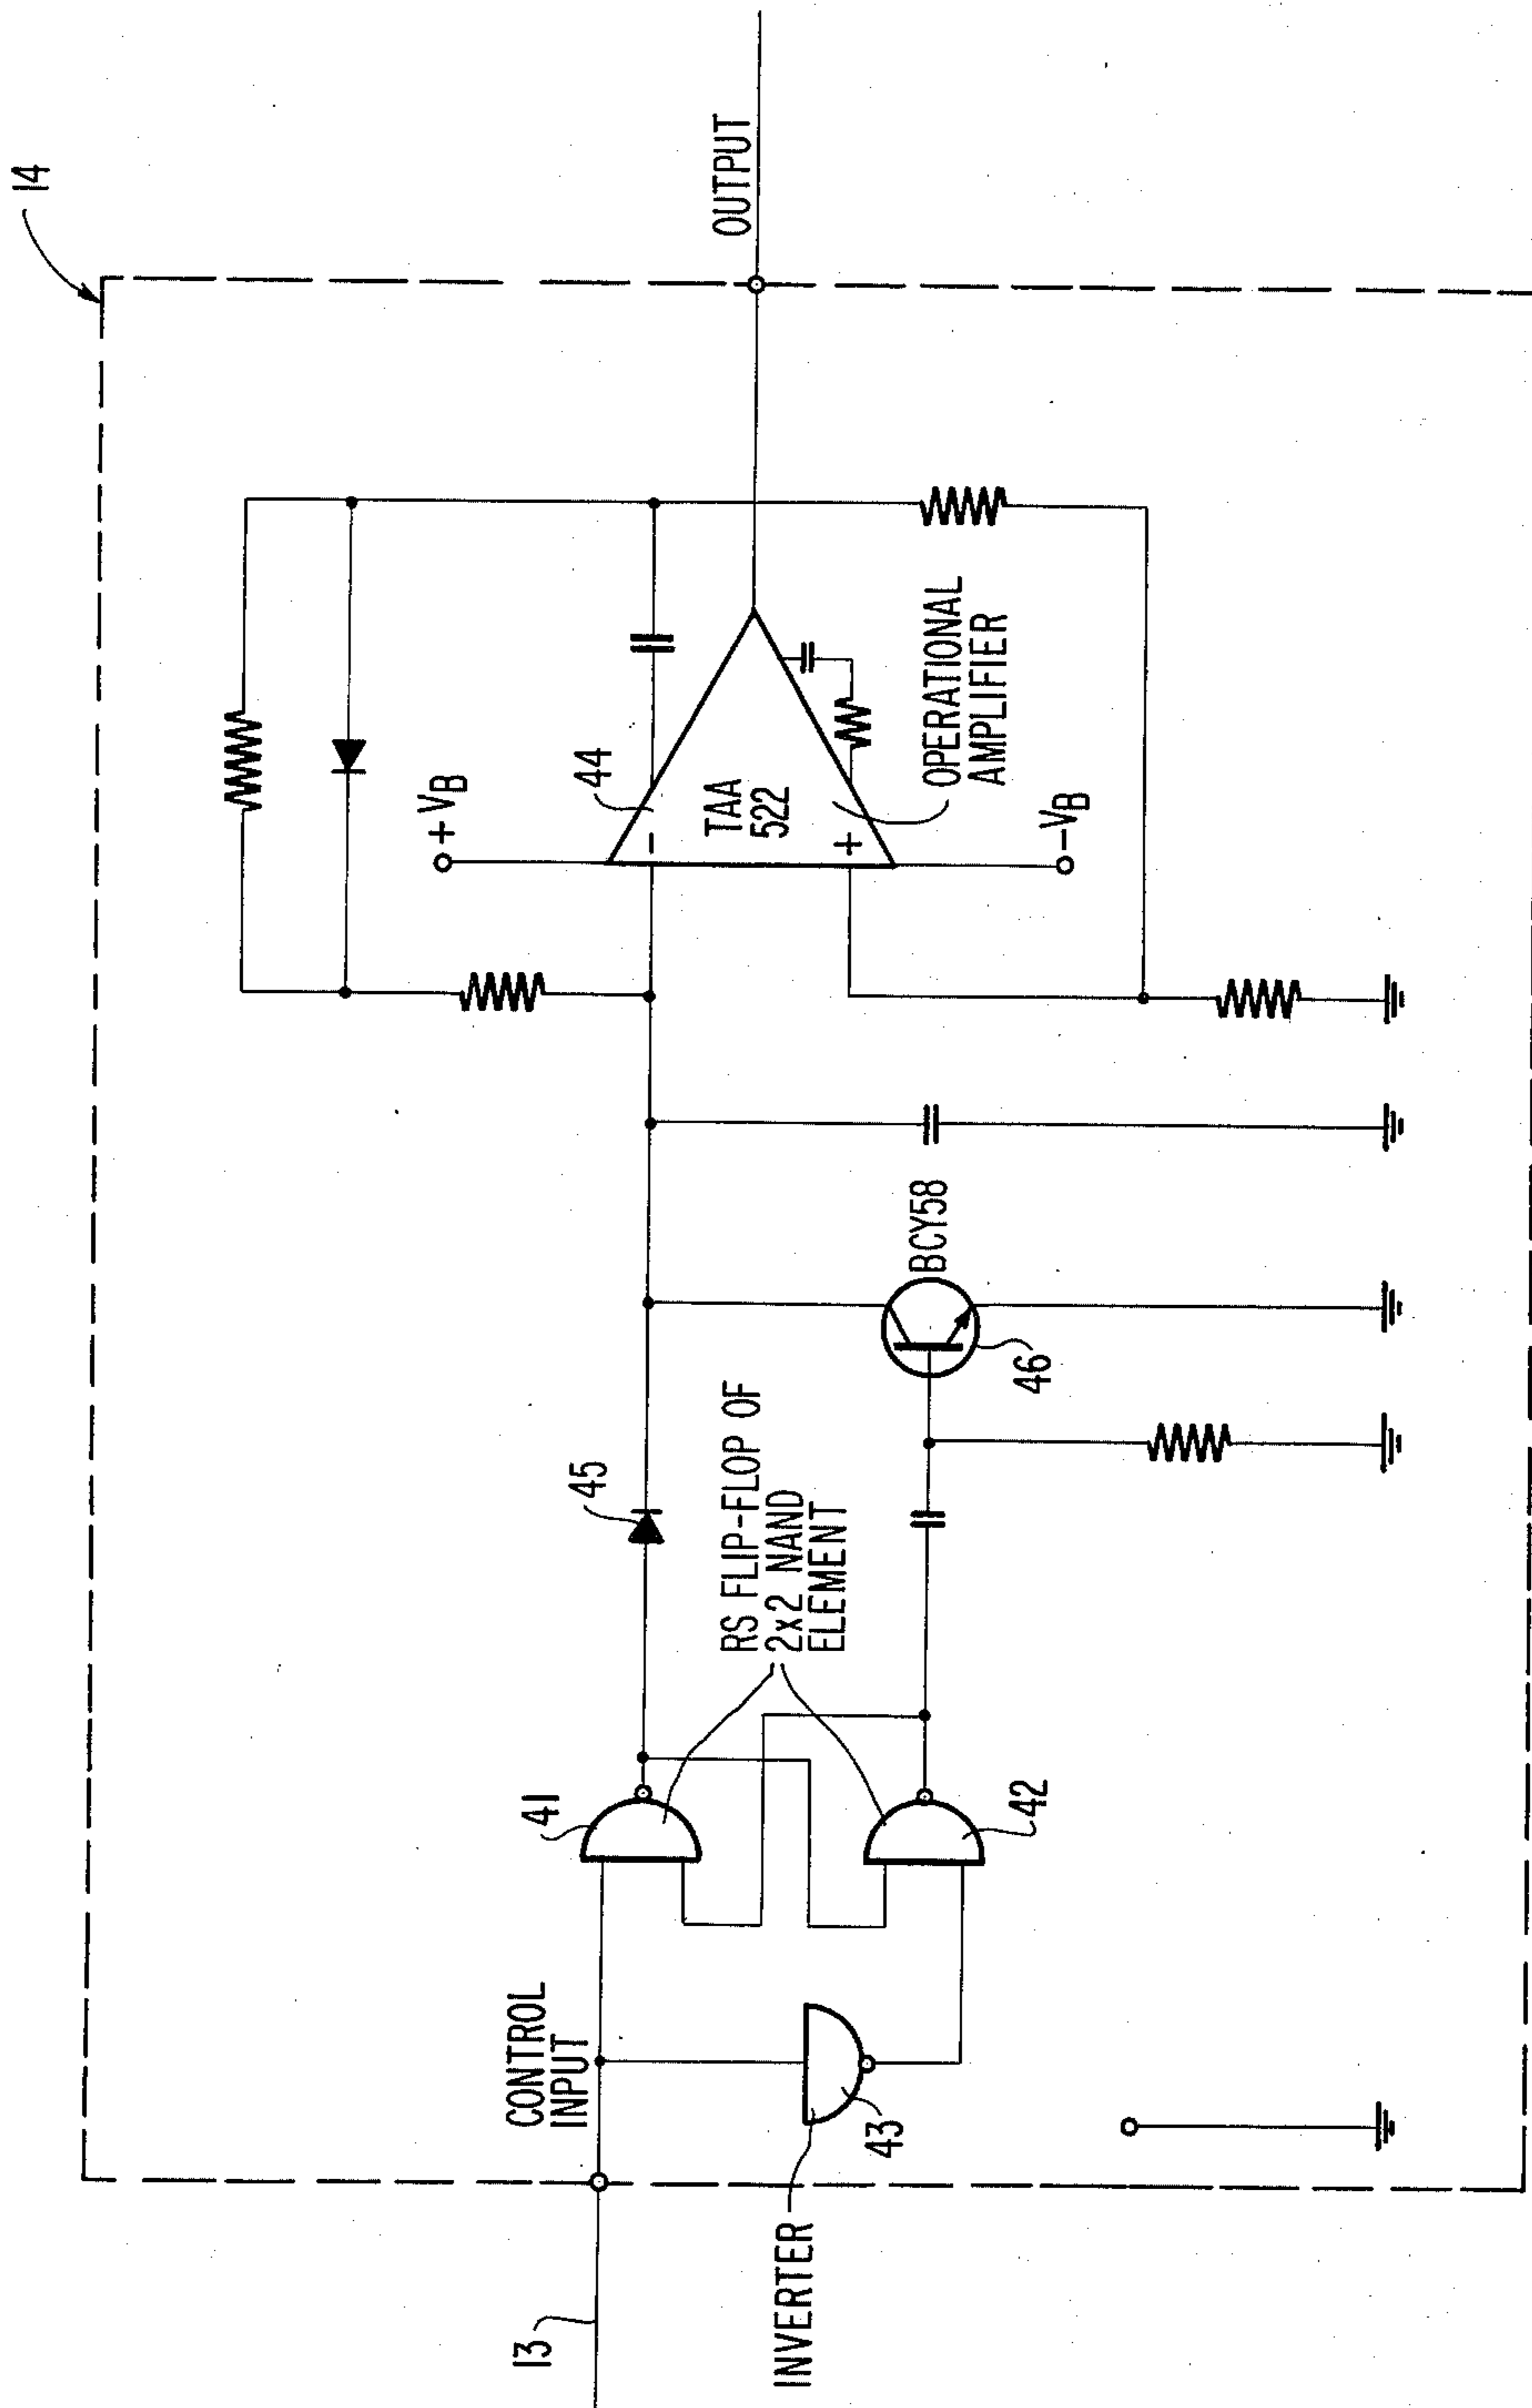 14
13
CONTROL
INPUT
INVERTER
43
41
42
RS FLIP-FLOP OF
2x2 NAND
ELEMENT
45
46
BCY58
+VB
44
-
TAA
522
+
-VB
OPERATIONAL
AMPLIFIER
OUTPUT